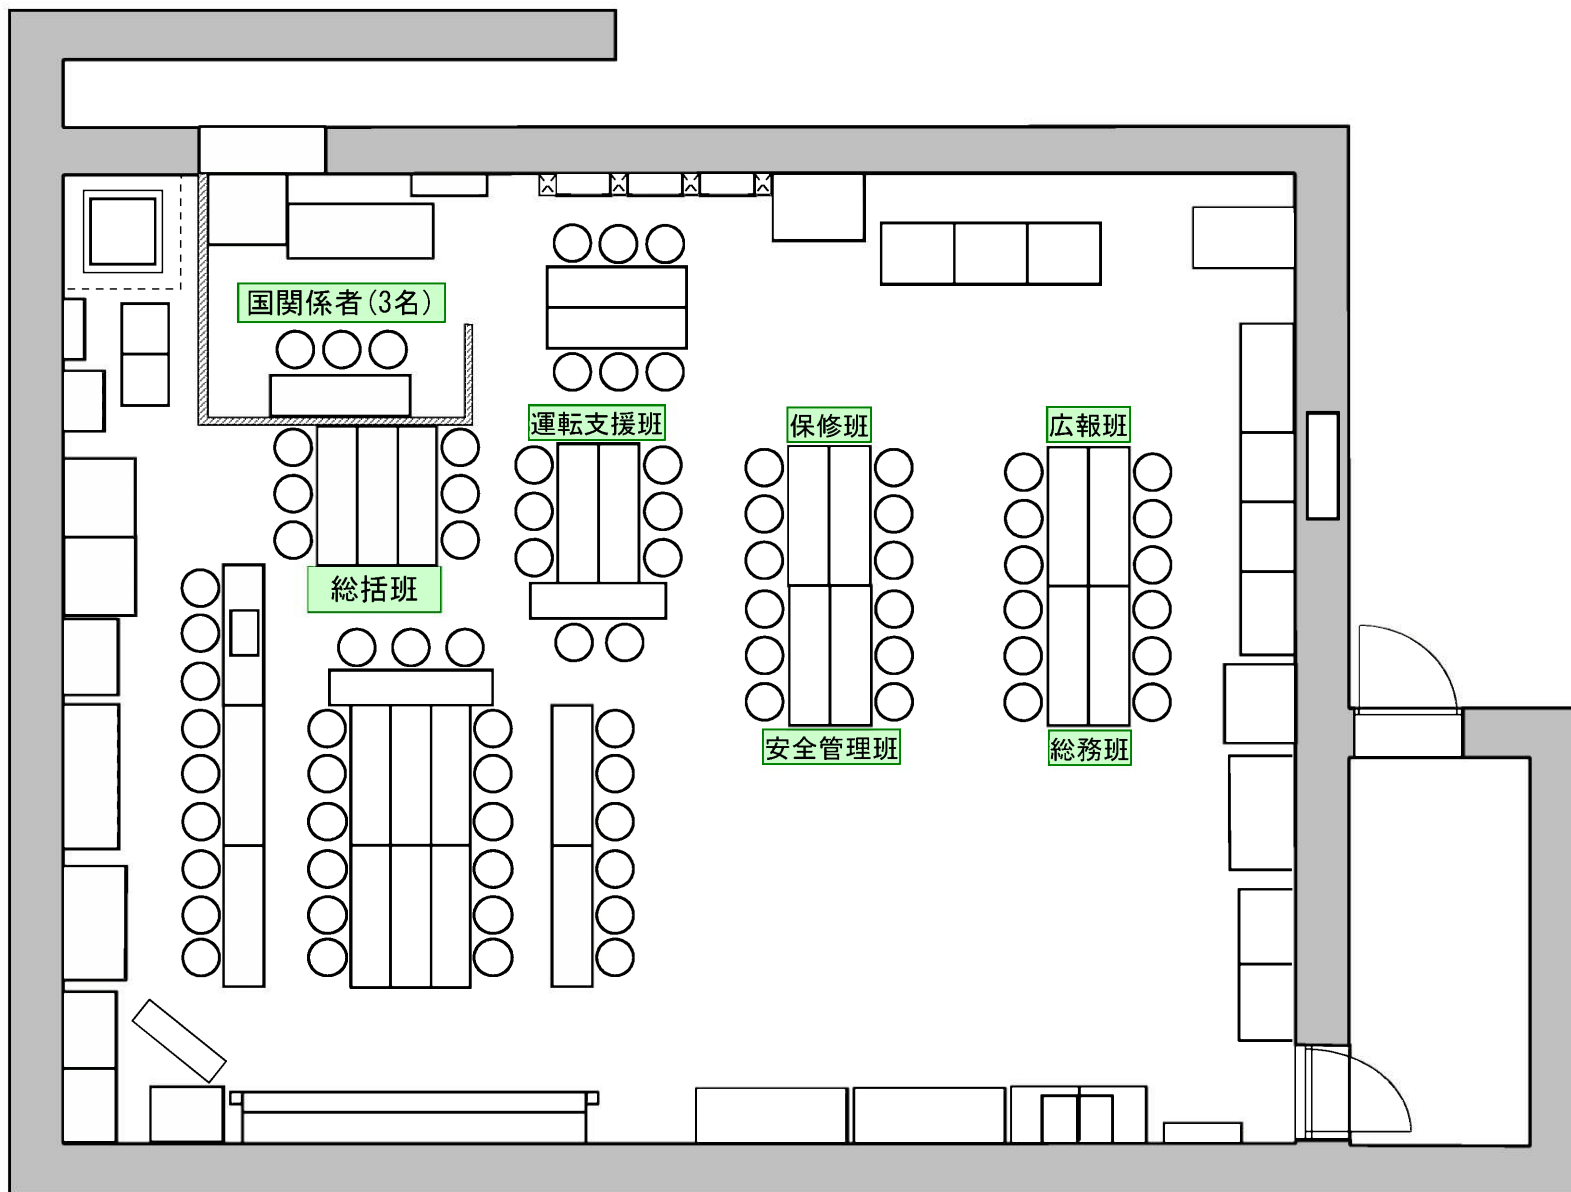 国関係者(3名)
運転支援班
保修班
広報班
総括班
安全管理班
総務班